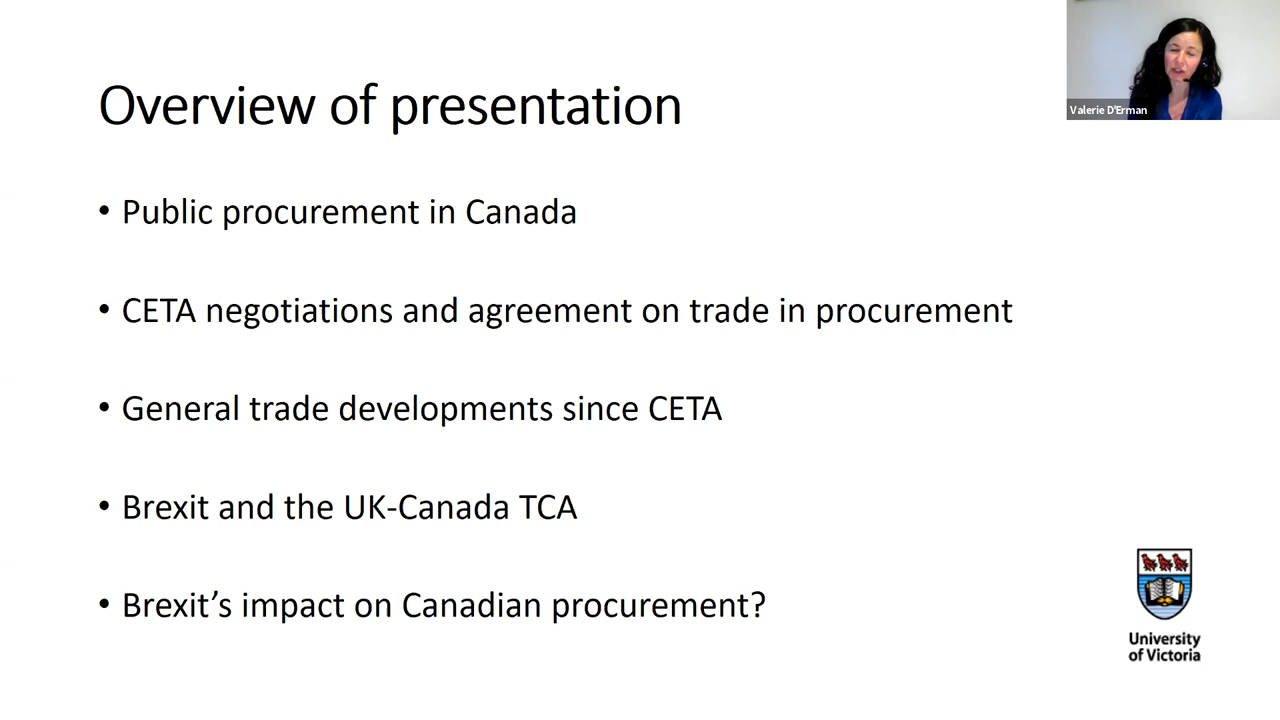 Overview of presentation
Valerie D'Erman
• Public procurement in Canada
• CETA negotiations and agreement on trade in procurement
• General trade developments since CETA
• Brexit and the UK-Canada TCA
• Brexit’s impact on Canadian procurement?
University
of Victoria